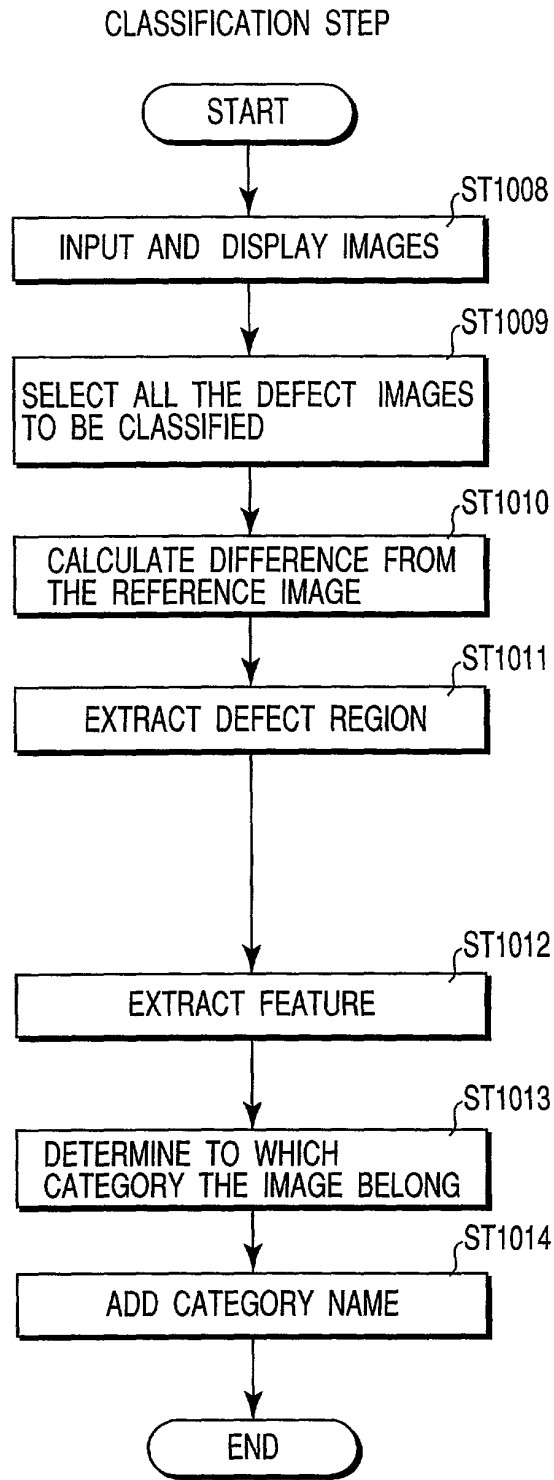 CLASSIFICATION STEP
START
ST1008
INPUT AND DISPLAY IMAGES
ST1009
SELECT ALL THE DEFECT IMAGES
TO BE CLASSIFIED
ST1010
CALCULATE DIFFERENCE FROM
THE REFERENCE IMAGE
ST1011
EXTRACT DEFECT REGION
ST1012
EXTRACT FEATURE
ST1013
DETERMINE TO WHICH
CATEGORY THE IMAGE BELONG
ST1014
ADD CATEGORY NAME
END